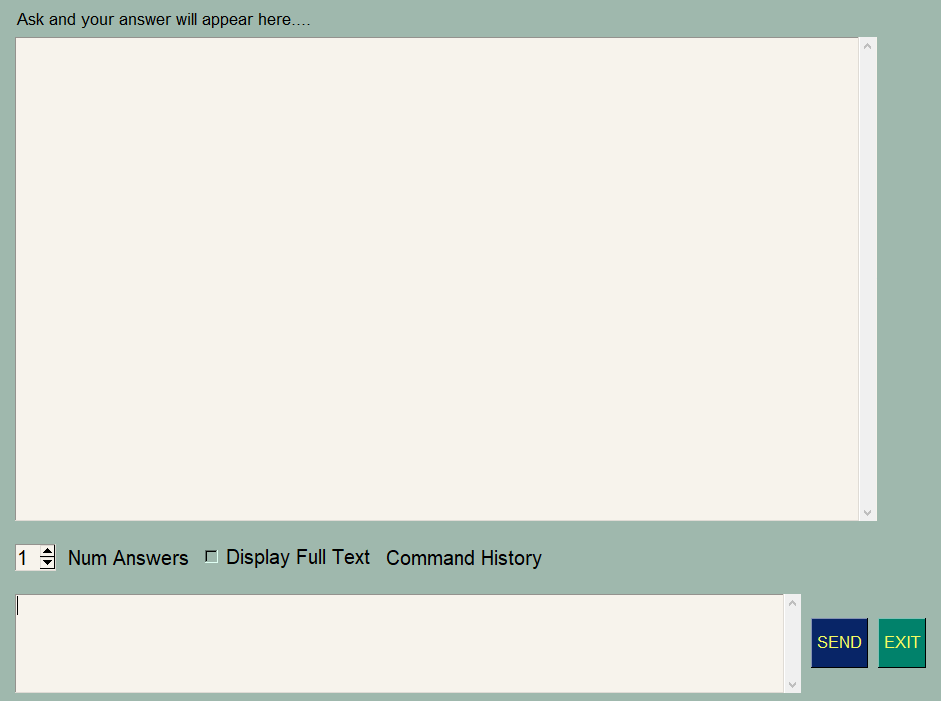 Ask and your answer will appear here....
1 Num Answers Display Full Text Command History
SEND EXIT